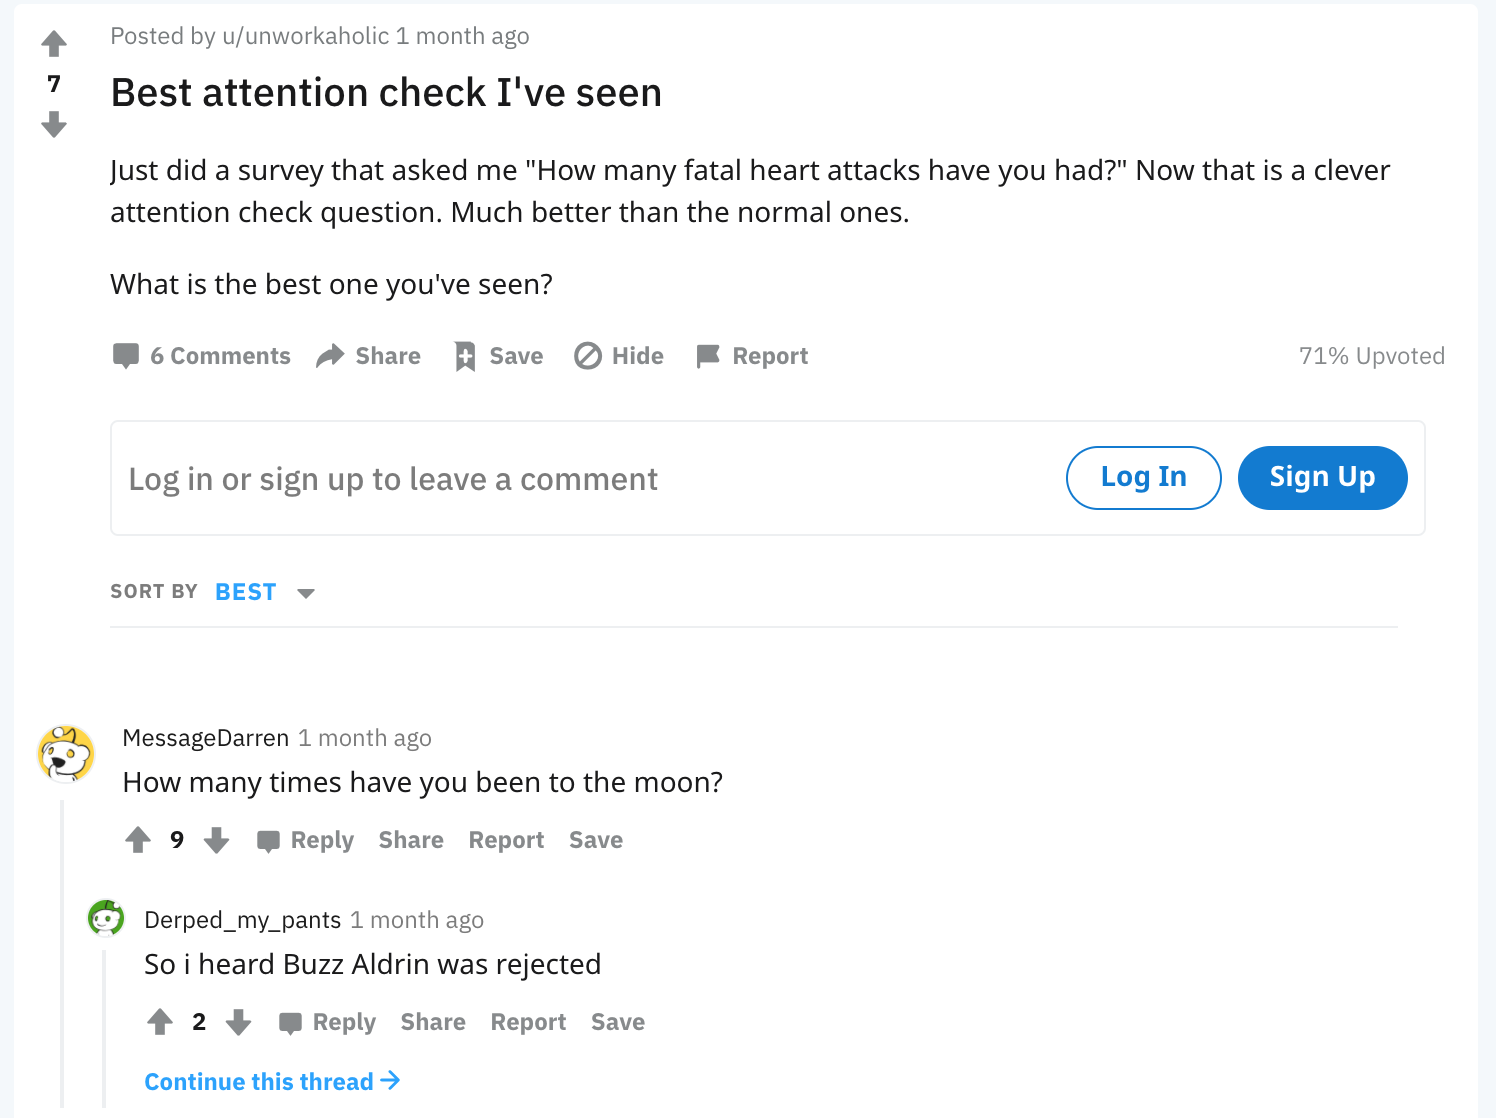 Posted by u/unworkaholic 1 month ago
7
Best attention check I've seen
Just did a survey that asked me "How many fatal heart attacks have you had?" Now that is a clever
attention check question. Much better than the normal ones.
What is the best one you've seen?
6 Comments Share Save Hide Report 71% Upvoted
Log in or sign up to leave a comment Log In Sign Up
SORT BY BEST
MessageDarren 1 month ago
How many times have you been to the moon?
9 Reply Share Report Save
Derped_my_pants 1 month ago
So i heard Buzz Aldrin was rejected
2 Reply Share Report Save
Continue this thread